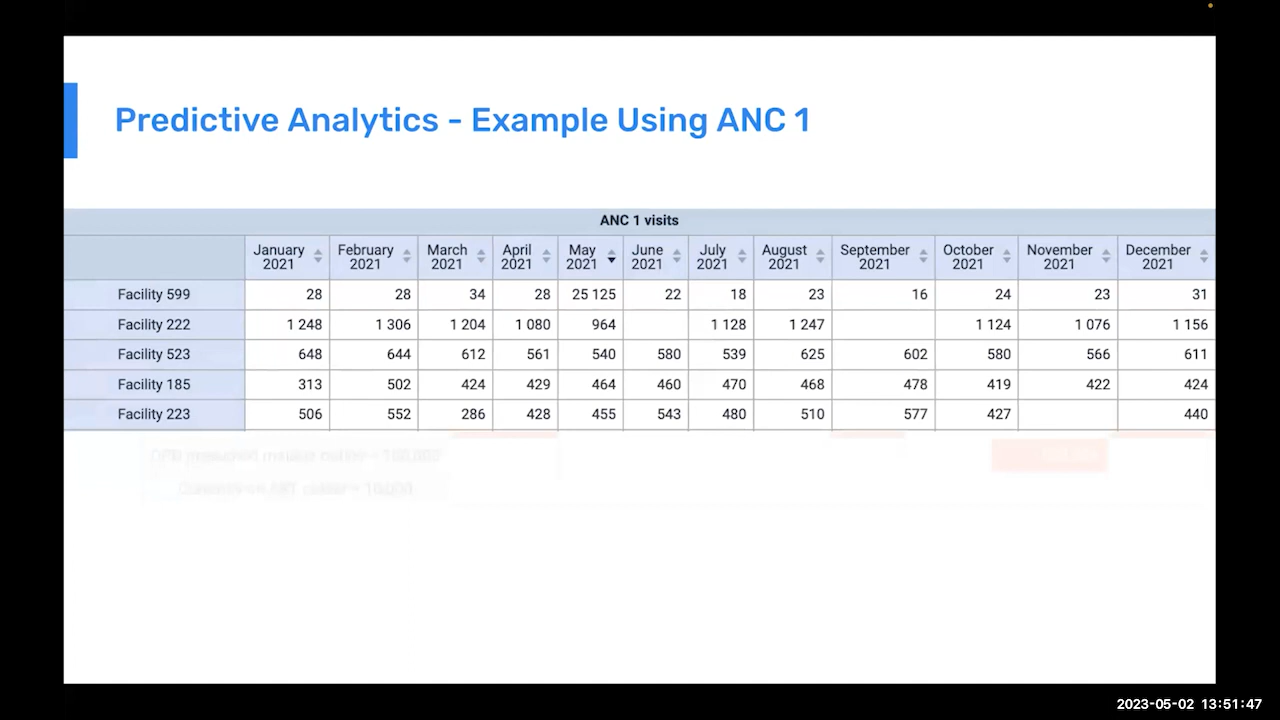 Predictive Analytics - Example Using ANC 1
ANC 1 visits
January 2021 February 2021 March 2021 April 2021 May 2021 June 2021 July 2021 August 2021 September 2021 October 2021 November 2021 December 2021
Facility 599 28 28 34 28 25 125 22 18 23 16 24 23 31
Facility 222 1 248 1 306 1 204 1 080 964 1 128 1 247 1 124 1 076 1 156
Facility 523 648 644 612 561 540 580 539 625 602 580 566 611
Facility 185 313 502 424 429 464 460 470 468 478 419 422 424
Facility 223 506 552 286 428 455 543 480 510 577 427 440
2023-05-02 13:51:47